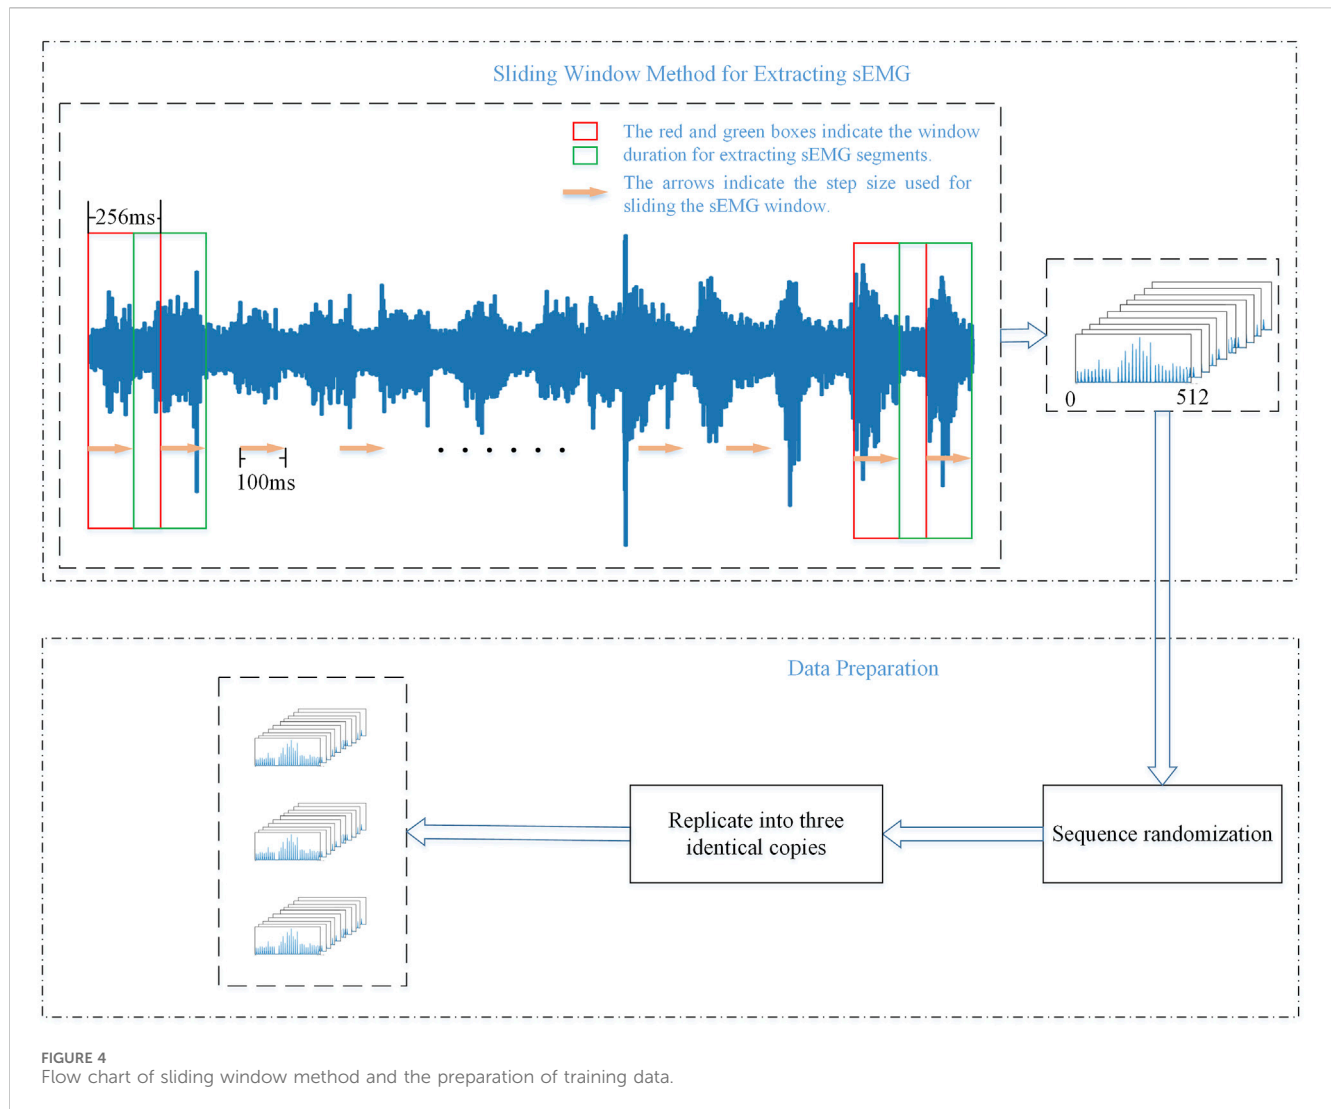 Sliding Window Method for Extracting sEMG
The red and green boxes indicate the window
duration for extracting sEMG segments.
The arrows indicate the step size used for
sliding the sEMG window.
256ms
100ms
0
512
Data Preparation
Replicate into three
identical copies
Sequence randomization
FIGURE 4
Flow chart of sliding window method and the preparation of training data.